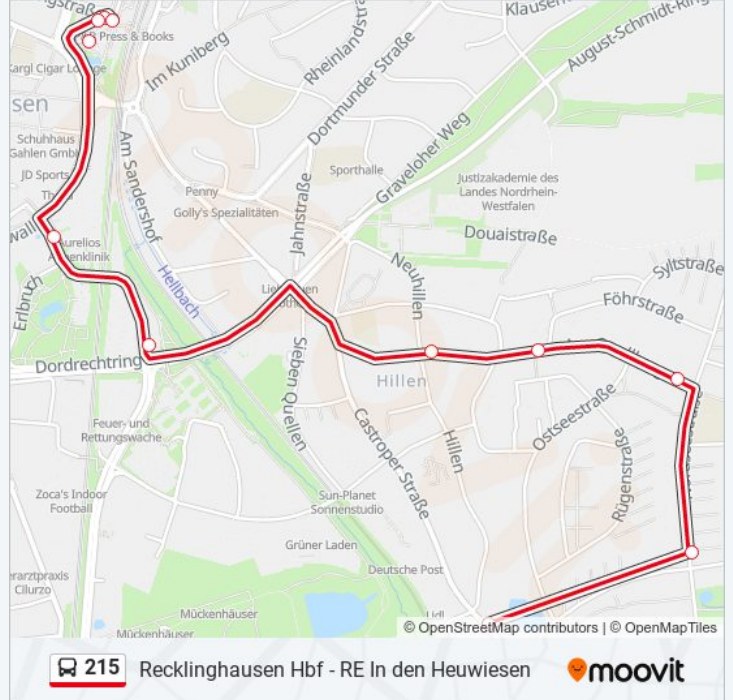 Klausener
August-Schmidt-Ring
& Books
Press
Im Kuniberg
Rheinlandstra
Dortmunder Straße
Kargl Cigar Lounge
sen
Schuhhaus
Gahlen GmbH
JD Sports
Am Sandershof
Graveloher Weg
Sporthalle
Justizakademie des
Landes Nordrhein-
Westfalen
Penny
Golly's Spezialitäten
Jahnstraße
Douaistraße
wall
Aurelios
Neuhillen
Syltstraße
Hellbach
Erlbruch
Föhrstraße
Dordrechtring
Sieben Quellen
Hillen
Feuer- und
Rettungswache
Ostseestraße
Castroper Straße
Hillen
Rügenstraße
Zoca's Indoor
Football
Sun-Planet
Sonnenstudio
Grüner Laden
Deutsche Post
erarztpraxis
Cilurzo
Mückenhäuser
Mückenhäuser
Lidl
© OpenStreetMap contributors | © OpenMapTiles
215 Recklinghausen Hbf - RE In den Heuwiesen
moovit